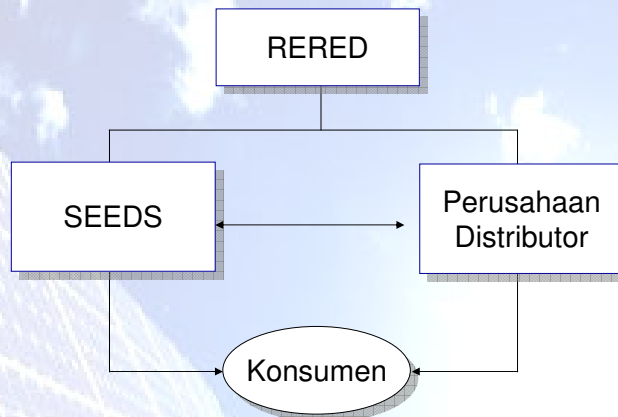 RERED
SEEDS
Perusahaan
Distributor
Konsumen